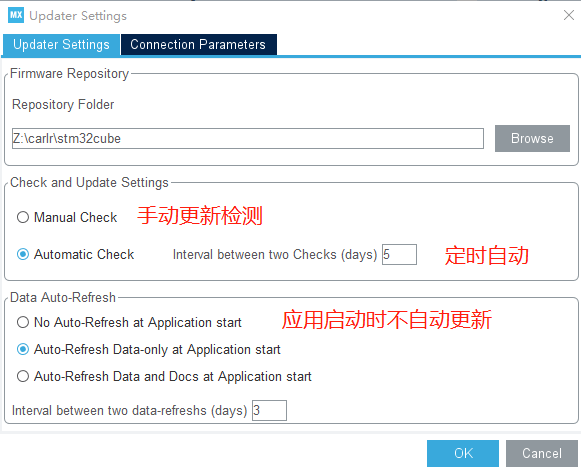 MX Updater Settings
Updater Settings Connection Parameters
Firmware Repository
Repository Folder
Z:\carlr\stm32cube Browse
Check and Update Settings
Manual Check 手动更新检测
Automatic Check Interval between two Checks (days) 5 定时自动
Data Auto-Refresh
No Auto-Refresh at Application start 应用启动时不自动更新
Auto-Refresh Data-only at Application start
Auto-Refresh Data and Docs at Application start
Interval between two data-refreshs (days) 3
OK Cancel